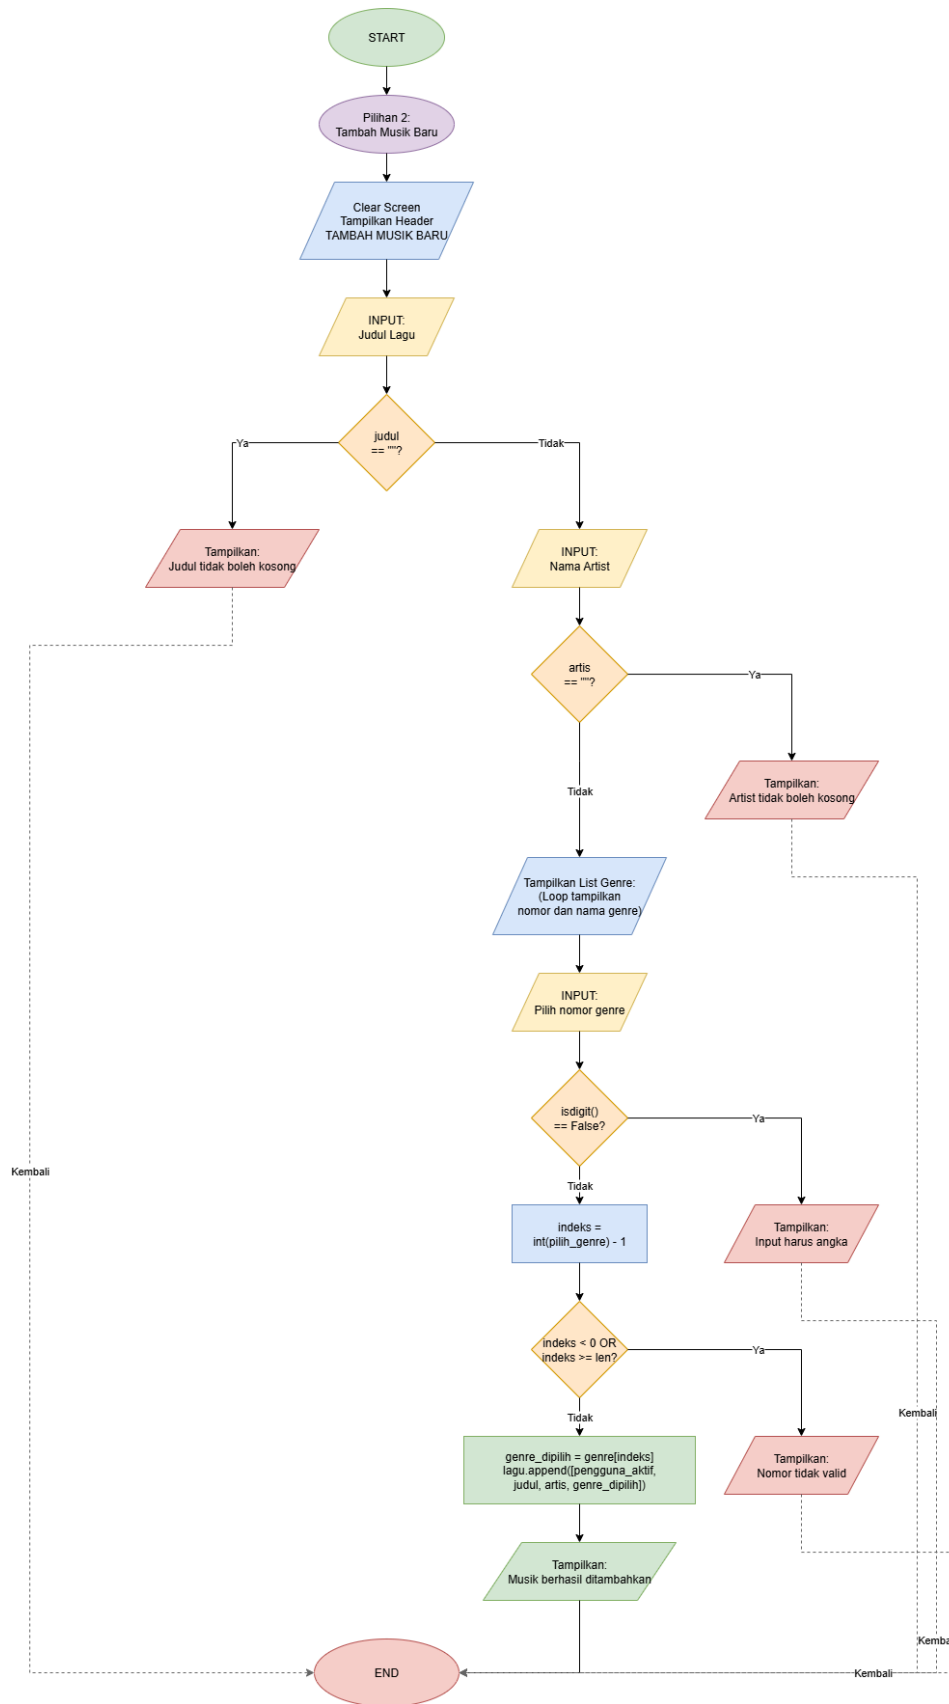 START
Pilihan 2:
Tambah Musik Baru
Clear Screen
Tampilkan Header
TAMBAH MUSIK BARU
INPUT:
Judul Lagu
judul
== ""?
Ya
Tidak
Tampilkan:
Judul tidak boleh kosong
INPUT:
Nama Artist
artis
== ""?
Ya
Tidak
Tampilkan:
Artist tidak boleh kosong
Tampilkan List Genre:
(Loop tampilkan
nomor dan nama genre)
INPUT:
Pilih nomor genre
isdigit()
== False?
Ya
Tidak
Kembali
indeks =
int(pilih_genre) - 1
Tampilkan:
Input harus angka
indeks < 0 OR
indeks >= len?
Ya
Tidak
Kembali
genre_dipilih = genre[indeks]
lagu.append([pengguna_aktif,
judul, artis, genre_dipilih])
Tampilkan:
Nomor tidak valid
Tampilkan:
Musik berhasil ditambahkan
Kemba
END
Kembali